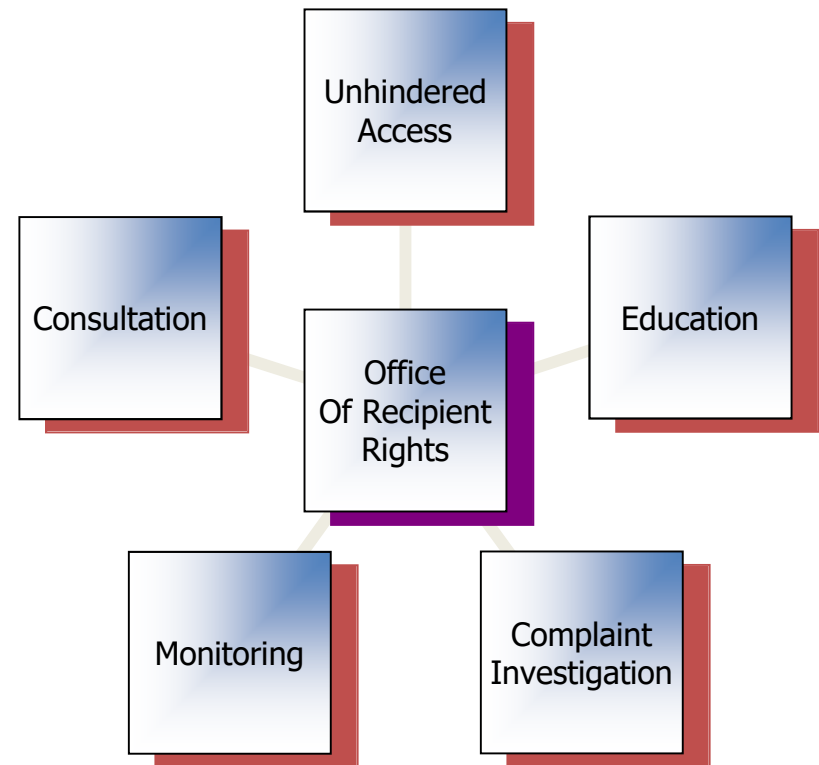 Unhindered
Access
Consultation
Education
Office
Of Recipient
Rights
Monitoring
Complaint
Investigation